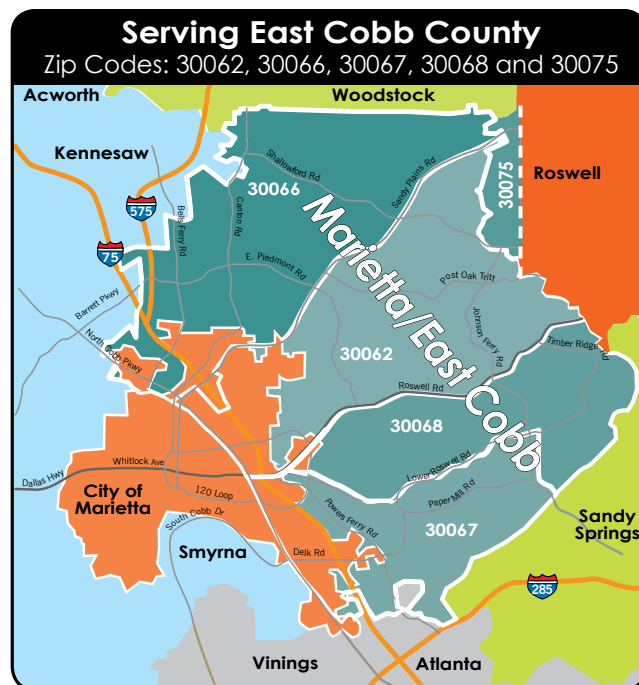 Serving East Cobb County
Zip Codes: 30062, 30066, 30067, 30068 and 30075
Acworth
Woodstock
Kennesaw
Shallowford Rd
Sandy Plains Rd
30075
Roswell
30066
575
Bells Ferry Rd
Canton Rd
Marietta/East Cobb
75
E. Piedmont Rd
Post Oak Tritt
Barrett Pkwy
Johnson Ferry Rd
North Cobb Pkwy
Timber Ridge Rd
30062
Roswell Rd
30068
Whitlock Ave
Dallas Hwy
Lower Roswell Rd
City of
Marietta
120 Loop
Paper Mill Rd
Powers Ferry Rd
South Cobb Dr
30067
Sandy
Springs
Smyrna
Delk Rd
285
Vinings
Atlanta